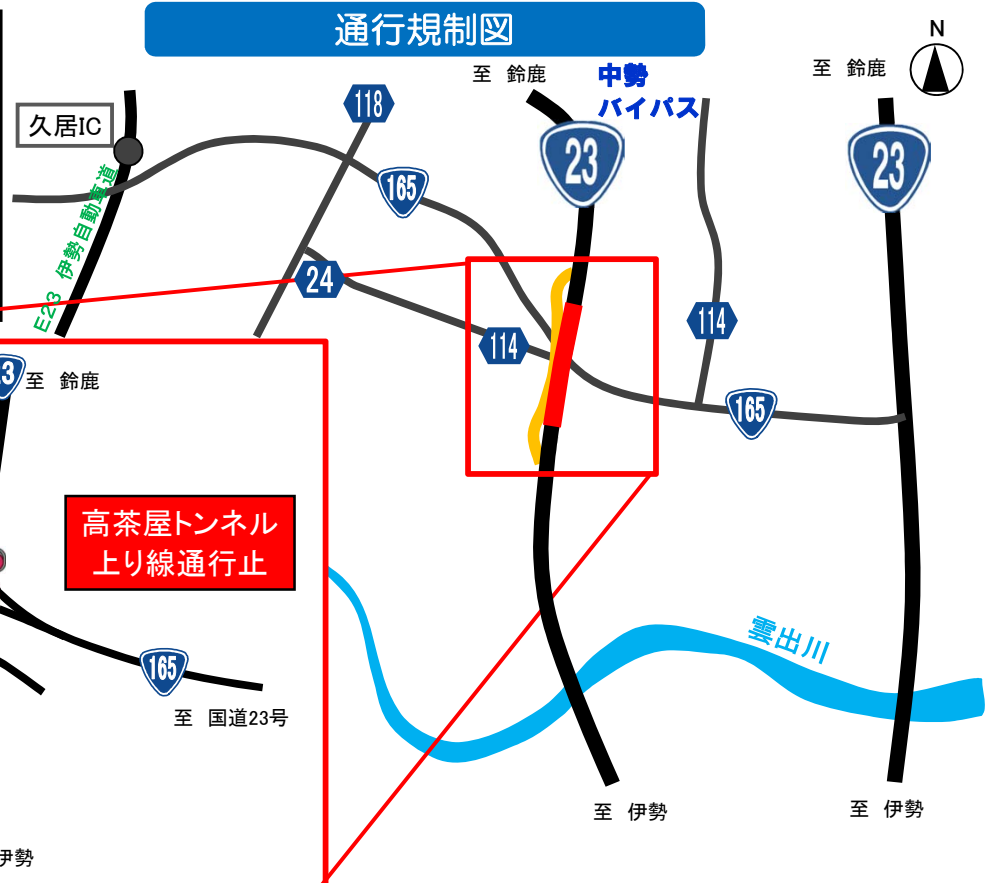 通行規制図
N
至 鈴鹿
中勢
バイパス
至 鈴鹿
118
久居IC
23
23
165
E23 伊勢自動車道
24
114
114
至 鈴鹿
165
高茶屋トンネル
上り線通行止
雲出川
165
至 国道23号
至 伊勢
至 伊勢
伊勢